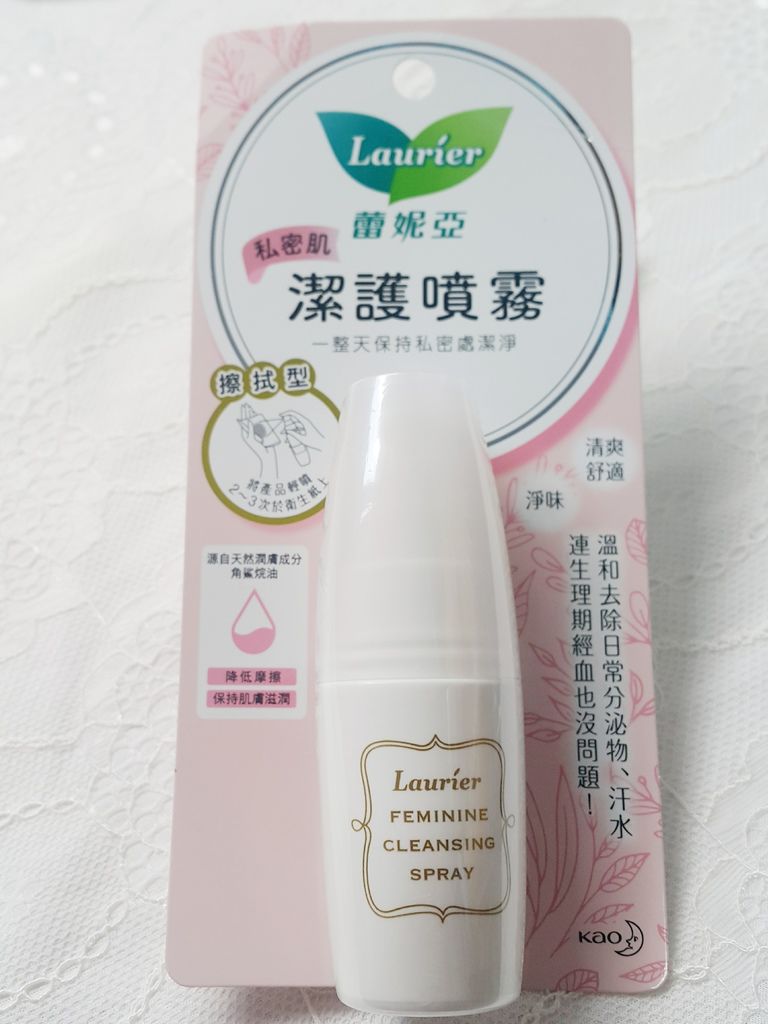 Laurier
蕾妮亞
私密肌
潔護噴霧
一整天保持私密處潔淨
擦拭型
將產品輕噴
2～3次於衛生紙上
清爽
舒適
淨味
源自天然潤膚成分
角鯊烷油
降低摩擦
保持肌膚滋潤
溫和去除日常分泌物、汗水
連生理期經血也沒問題！
Laurier
FEMININE
CLEANSING
SPRAY
Kao